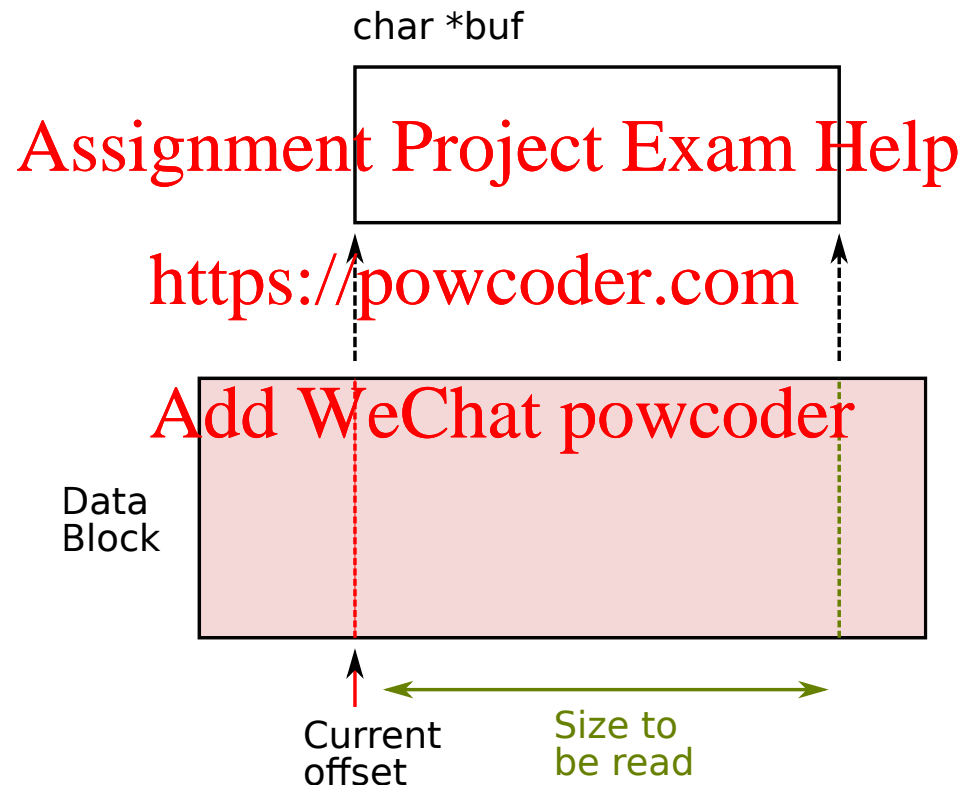 char *buf
Assignment Project Exam Help
https://powcoder.com
Add WeChat powcoder
Data
Block
Current
offset
Size to
be read